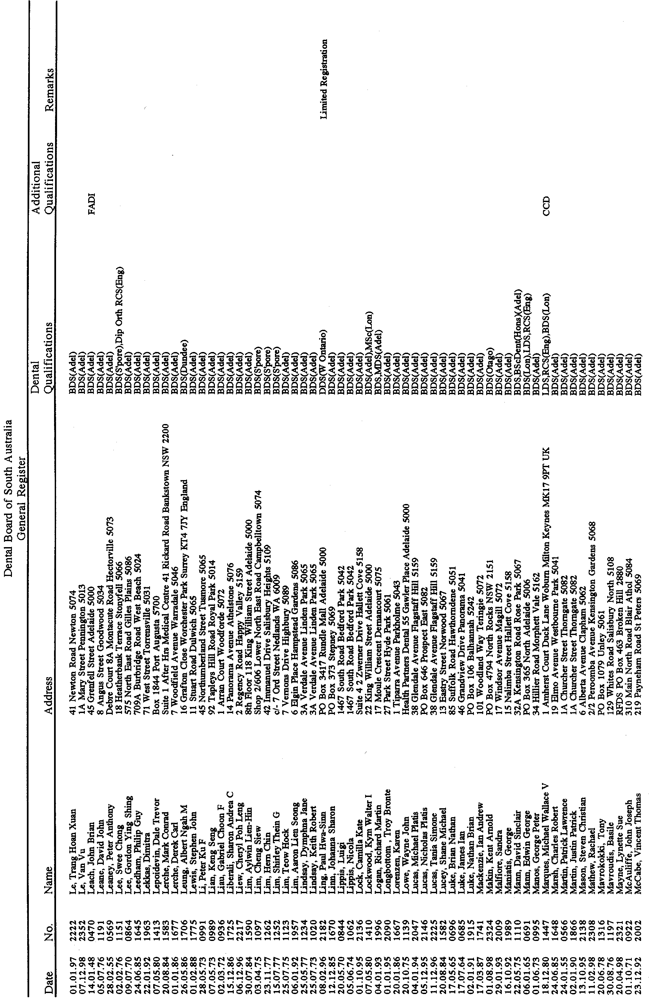 Dental Board of South Australia
General Register
Date No. Name Address Dental Qualifications Additional Qualifications Remarks
01.01.97 2222 Le, Trang Hoan Xuan 41 Newton Road Newton 5074 BDS(Adel)
07.12.98 2352 Le, Van Vu 1A Mary Street Pennington 5013 BDS(Adel)
14.01.48 0470 Leach, John Brian 45 Grenfell Street Adelaide 5000 BDS(Adel) FADI
05.07.76 1191 Leane, David John 8 Angus Street Goodwood 5034 BDS(Adel)
28.02.55 0569 Leaney, Peter Anthony Debre Court 8A Montacute Road Hectorville 5073 BDS(Adel)
02.02.76 1151 Lee, Swee Chong 18 Heatherbank Terrace Stonyfell 5066 BDS(S'pore),Dip Orth RCS(Eng)
09.07.70 0864 Lee, Gordon Ying Shing 575 North East Road Gilles Plains 5086 BDS(Adel)
24.06.85 1645 Leedham, Philip Guy 709A Burbridge Road West Beach 5024 BDS(Adel)
22.01.92 1963 Lekkas, Dimitra 71 West Street Torrensville 5031 BDS(Adel)
07.05.80 1413 Lepoidevin, Dale Trevor Box 1844 Port Augusta 5700 BDS(Adel)
20.08.84 1583 Lerche, Mark Conrad Suite 1 After Hrs Medical Centre 41 Rickard Road Bankstown NSW 2200 BDS(Adel)
01.01.86 1677 Lerche, Derek Carl 7 Woodfield Avenue Warradale 5046 BDS(Adel)
26.05.86 1706 Leung, Albert Ngah M 16 Grafton Close Worchester Park Surrey KT4 7JY England BDS(Dundee)
01.02.88 1775 Lewis, Stephen John 11 Stuart Road Dulwich 5065 BDS(Adel)
28.05.73 0991 Li, Peter Ku F 45 Northumberland Street Tusmore 5065 BDS(Adel)
07.05.73 0989 Lian, Keng Seng 92 Tapleys Hill Road Royal Park 5014 BDS(Adel)
02.03.72 0936 Liau, Gabriel Choon F 1 Arran Court Woodforde 5072 BDS(Adel)
15.12.86 1725 Liberali, Sharon Andrea C 14 Panorama Avenue Athelstone 5076 BDS(Adel)
06.12.96 2217 Liew, Cheryl Poh Leng 2 Regency Road Happy Valley 5159 BDS(Adel)
30.07.84 1590 Lim, Aylwin Lien-Hin 8th Floor 118 King William Street Adelaide 5000 BDS(Adel)
03.04.75 1097 Lim, Cheng Siew Shop 2/606 Lower North East Road Campbelltown 5074 BDS(S'pore)
23.11.77 1262 Lim, Hern Chin 42 Immanuel Drive Salisbury Heights 5109 BDS(S'pore)
15.07.77 1252 Lim, Shirley Thein G c/- 7 Ord Street Nedlands WA 6009 BDS(S'pore)
25.07.75 1123 Lim, Teow Hock 7 Vernons Drive Highbury 5089 BDS(Adel)
06.01.92 1957 Lim, Aaron Lien Seong 6 Elgin Place Hampstead Gardens 5086 BDS(Adel)
25.05.77 1234 Lindsay, Dymphna Jane 3A Verdale Avenue Linden Park 5065 BDS(Adel)
25.07.73 1020 Lindsay, Keith Robert 3A Verdale Avenue Linden Park 5065 BDS(Adel)
08.02.96 2182 Ling, Paul Hwa-Sinn PO Box 3417 Rundle Mall Adelaide 5000 DDS(W Ontario) Limited Registration
12.12.85 1670 Linn, Johanna Sharon PO Box 373 Stepney 5069 BDS(Adel)
20.05.70 0844 Lippis, Luigi 1467 South Road Bedford Park 5042 BDS(Adel)
05.06.74 1062 Lippis, Nicola 1467 South Road Bedford Park 5042 BDS(Adel)
01.10.95 2136 Lock, Camilla Kate Suite 4 2 Zwerner Drive Hallett Cove 5158 BDS(Adel)
07.05.80 1410 Lockwood, Kym Walter I 22 King William Street Adelaide 5000 BDS(Adel),MSc(Lon)
04.01.93 1996 Logan, Richard Martin 17 Moule Crescent Dernancourt 5075 BDS,MDS(Adel)
01.01.95 2090 Longbottom , Troy Bronte 27 Park Street Hyde Park 5061 BDS(Adel)
20.01.86 1667 Lorenzen, Karen 1 Tiparra Avenue Parkholme 5043 BDS(Adel)
20.10.75 1139 Lowe, Wayne John Health Partners Dental 55 Gawler Place Adelaide 5000 BDS(Adel)
04.01.94 2047 Lucas, Michael Platis 38 Glendale Avenue Flagstaff Hill 5159 BDS(Adel)
05.12.95 2146 Lucas, Nicholas Platis PO Box 646 Prospect East 5082 BDS(Adel)
11.12.96 2225 Lucas, Tania Simone 38 Glendale Avenue Flagstaff Hill 5159 BDS(Adel)
20.08.84 1582 Lucey, Shane Michael 13 Eastry Street Norwood 5067 BDS(Adel)
17.05.65 0696 Luke, Brian Nathan 85 Suffolk Road Hawthorndene 5051 BDS(Adel)
17.07.64 0685 Luke, James Ian 46 Grandview Drive Panorama 5041 BDS(Adel)
02.01.91 1915 Luke, Nathan Brian PO Box 106 Balhannah 5242 BDS(Adel)
17.03.87 1741 Mackenzie, Ian Andrew 101 Woodland Way Teringie 5072 BDS(Adel)
01.08.98 2324 Makin, Kent Arnold PO Box 4794 North Rocks NSW 2151 BDS(Otago)
29.01.93 2009 Malfiore, Sandra 17 Windsor Avenue Magill 5072 BDS(Adel)
16.10.92 1989 Maniatis, George 15 Nalimba Street Hallett Cove 5158 BDS(Adel)
22.05.75 1110 Mann, David Sinclair 32A Kensington Road Rose Park 5067 BDS,BScDent(Hons)(Adel)
06.01.65 0691 Mann, Edwin George PO Box 365 North Adelaide 5006 BDS(Lon),LDS,RCS(Eng)
01.06.73 0995 Manos, George Peter 34 Hillier Road Morphett Vale 5162 BDS(Adel)
18.12.80 1447 Marques, Michael Wallace V 1 Amherst Court Duck Lane Woburn Milton Keynes MK17 9PT UK LDS,RCS(Eng),BDS(Lon) CCD
24.06.85 1648 Marsh, Charles Robert 19 Elmo Avenue Westbourne Park 5041 BDS(Adel)
24.01.55 0566 Martin, Patrick Lawrence 1A Churcher Street Thorngate 5082 BDS(Adel)
02.01.90 1866 Martin, Justin Patrick 1A Churcher Street Thorngate 5082 BDS(Adel)
13.10.95 2138 Mason, Steven Christian 6 Alberta Avenue Clapham 5062 BDS(Adel)
11.02.98 2308 Mathew, Rachael 2/2 Peroomba Avenue Kensington Gardens 5068 BDS(Adel)
20.06.78 1316 Mavrokokki, Tony PO Box 1079 Unley 5061 BDS(Adel)
30.08.76 1197 Mavroudis, Basile 129 Whites Road Salisbury North 5108 BDS(Adel)
20.04.98 2321 Mayne, Lynette Sue RFDS PO Box 463 Broken Hill 2880 BDS(Adel)
01.10.71 0922 McAuliffe, John Joseph 310 Main North Road Blair Athol 5084 BDS(Adel)
23.12.92 2002 McCabe, Vincent Thomas 219 Payneham Road St Peters 5069 BDS(Adel)